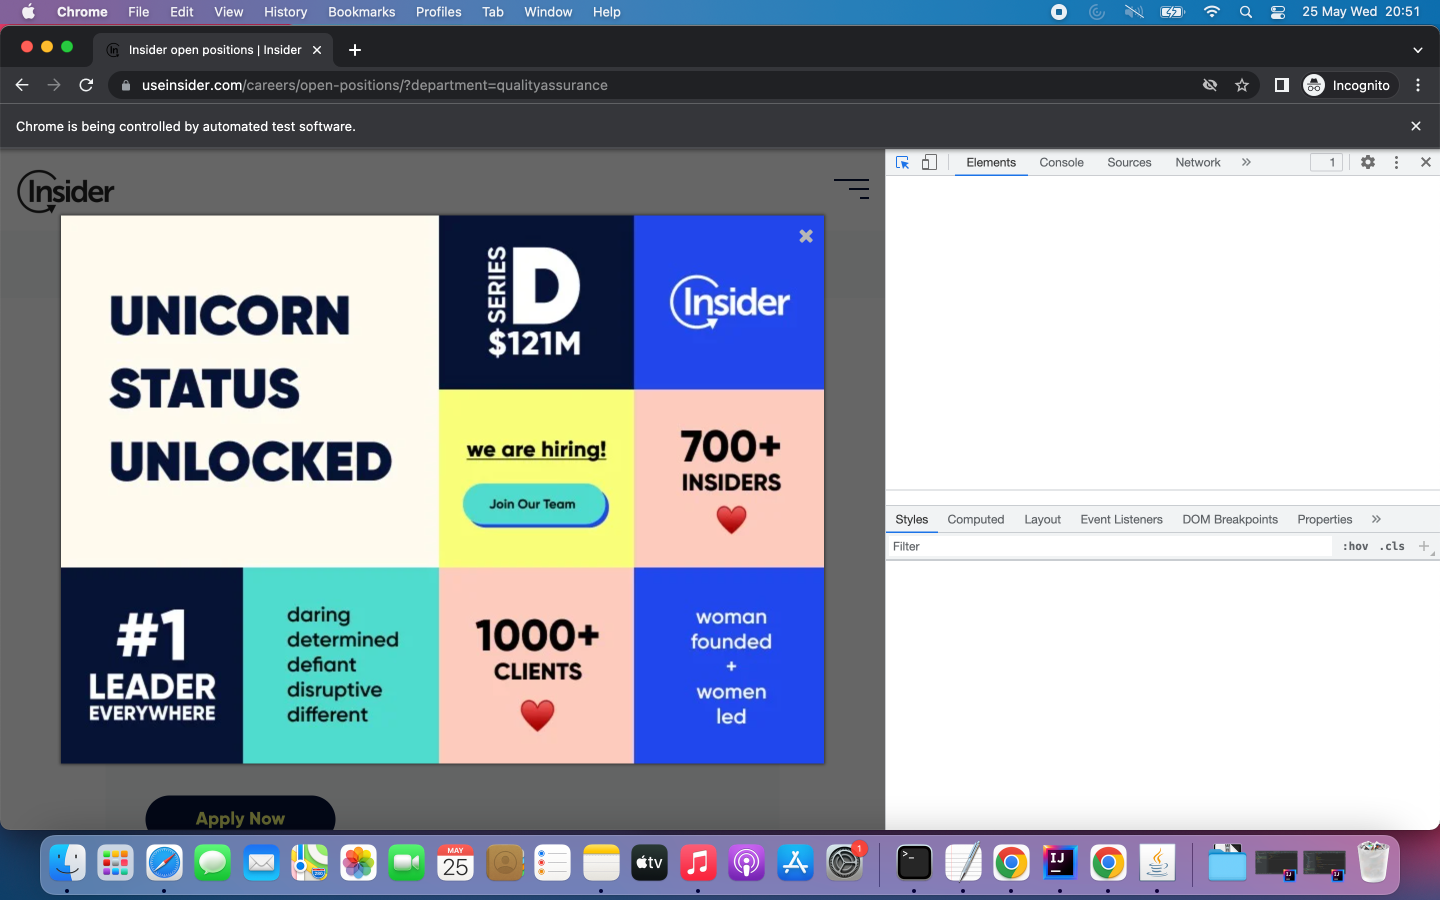 Chrome File Edit View History Bookmarks Profiles Tab Window Help 25 May Wed 20:51
Insider open positions | Insider
useinsider.com/careers/open-positions/?department=qualityassurance
Incognito
Chrome is being controlled by automated test software.
Insider
Elements Console Sources Network » 1
UNICORN
STATUS
UNLOCKED
SERIES
D
$121M
Insider
we are hiring!
Join Our Team
700+
INSIDERS
#1
LEADER
EVERYWHERE
daring
determined
defiant
disruptive
different
1000+
CLIENTS
woman
founded
+
women
led
Apply Now
Styles Computed Layout Event Listeners DOM Breakpoints Properties »
Filter :hov .cls +
MAY
25
tv
1
>_
IJ
IJ
IJ